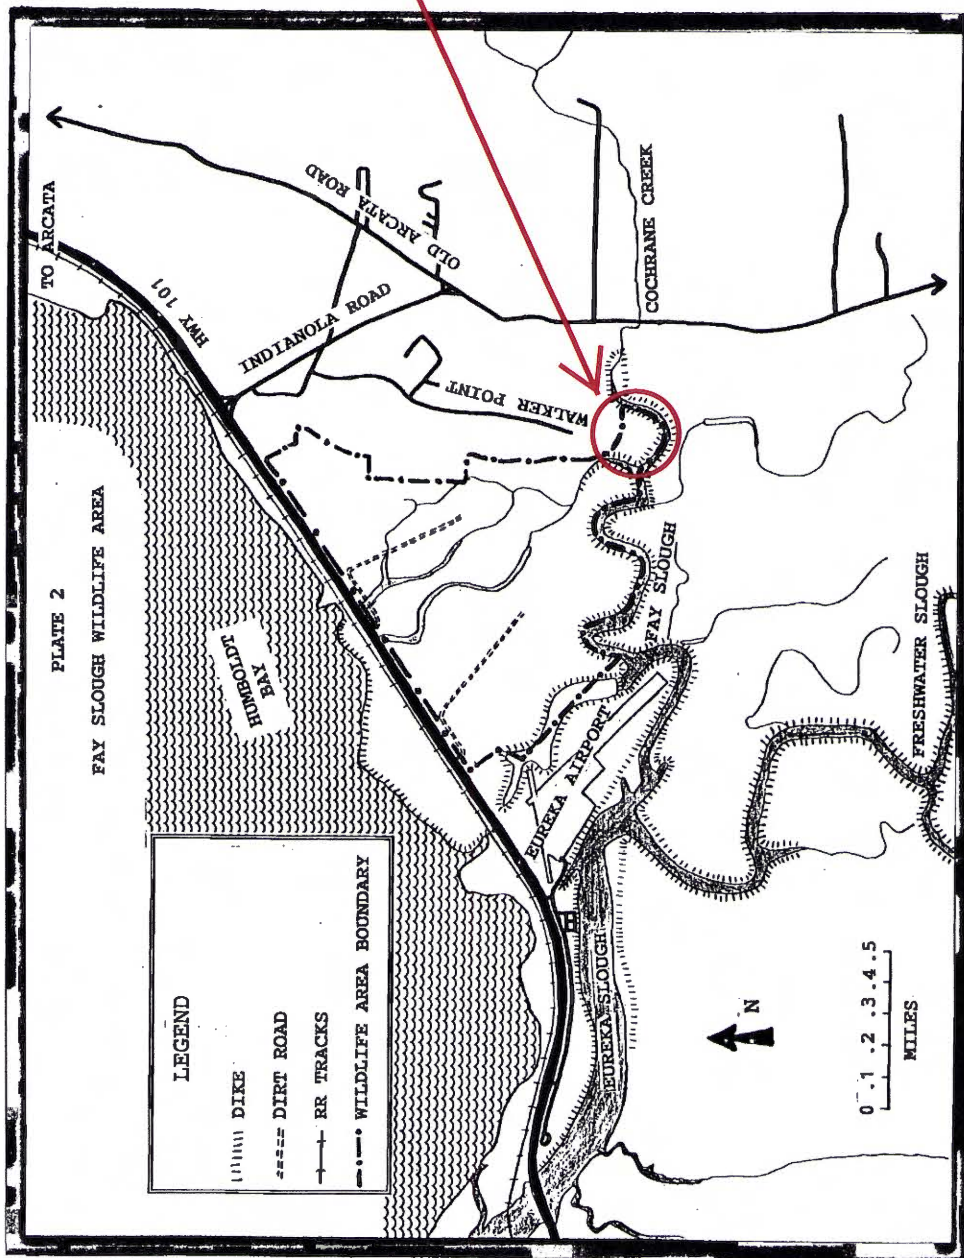 PLATE 2
FAY SLOUGH WILDLIFE AREA
TO ARCATA
HWY 101
OLD ARCATA ROAD
INDIANOLA ROAD
WALKER POINT
COCHRANE CREEK
HUMBOLDT
BAY
FAY SLOUGH
EUREKA AIRPORT
FRESHWATER SLOUGH
EUREKA SLOUGH
LEGEND
DIKE
DIRT ROAD
RR TRACKS
WILDLIFE AREA BOUNDARY
N
0 .1 .2 .3 .4 .5
MILES